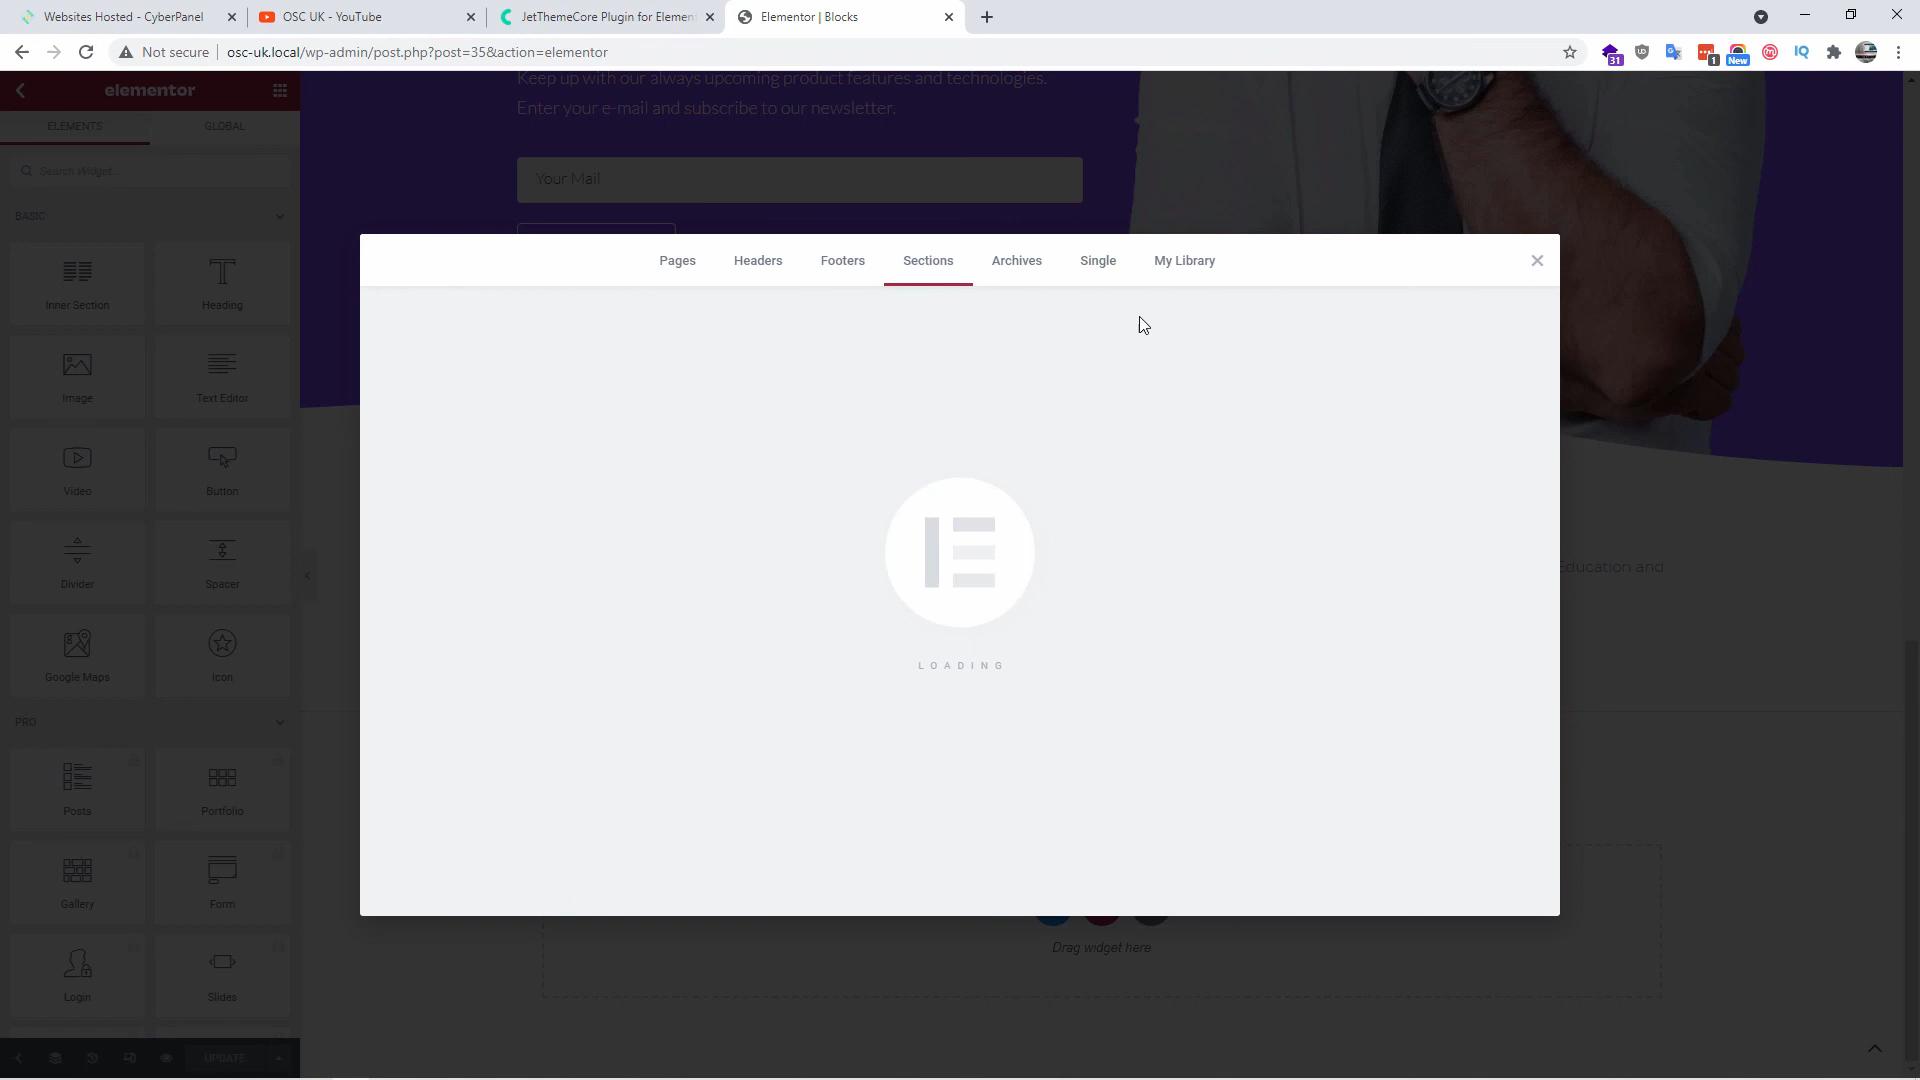 Websites Hosted - CyberPanel
OSC UK - YouTube
JetThemeCore Plugin for Elemen
Elementor | Blocks
Not secure
osc-uk.local/wp-admin/post.php?post=35&action=elementor
31
1
New
IQ
elementor
ELEMENTS
GLOBAL
Search Widget...
BASIC
Inner Section
Heading
Image
Text Editor
Video
Button
Divider
Spacer
Google Maps
Icon
PRO
Posts
Portfolio
Gallery
Form
Login
Slides
UPDATE
Keep up with our always upcoming product features and technologies.
Enter your e-mail and subscribe to our newsletter.
Your Mail
Pages
Headers
Footers
Sections
Archives
Single
My Library
LOADING
Education and
Drag widget here